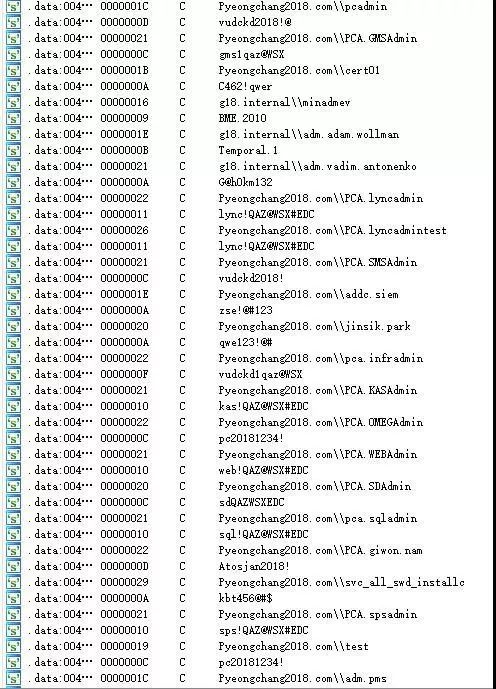 .data:004… 0000001C C Pyeongchang2018.com\\pcadmin
.data:004… 0000000D C vudckd2018!@
.data:004… 00000021 C Pyeongchang2018.com\\PCA.GMSAdmin
.data:004… 0000000C C gms1qaz@WSX
.data:004… 0000001B C Pyeongchang2018.com\\cert01
.data:004… 0000000A C C462!qwer
.data:004… 00000016 C g18.internal\\minadmev
.data:004… 00000009 C BME.2010
.data:004… 0000001E C g18.internal\\adm.adam.wollman
.data:004… 0000000B C Temporal.1
.data:004… 00000021 C g18.internal\\adm.vadim.antonenko
.data:004… 0000000A C G@h0km132
.data:004… 00000022 C Pyeongchang2018.com\\PCA.lyncadmin
.data:004… 00000011 C lync!QAZ@WSX#EDC
.data:004… 00000026 C Pyeongchang2018.com\\PCA.lyncadmintest
.data:004… 00000011 C lync!QAZ@WSX#EDC
.data:004… 00000021 C Pyeongchang2018.com\\PCA.SMSAdmin
.data:004… 0000000C C vudckd2018!
.data:004… 0000001E C Pyeongchang2018.com\\addc.siem
.data:004… 0000000A C zse!@#123
.data:004… 00000020 C Pyeongchang2018.com\\jinsik.park
.data:004… 0000000A C qwe123!@#
.data:004… 00000022 C Pyeongchang2018.com\\pca.infradmin
.data:004… 0000000F C vudckd1qaz@WSX
.data:004… 00000021 C Pyeongchang2018.com\\PCA.KASAdmin
.data:004… 00000010 C kas!QAZ@WSX#EDC
.data:004… 00000022 C Pyeongchang2018.com\\PCA.OMEGAdmin
.data:004… 0000000C C pc20181234!
.data:004… 00000021 C Pyeongchang2018.com\\PCA.WEBAdmin
.data:004… 00000010 C web!QAZ@WSX#EDC
.data:004… 00000020 C Pyeongchang2018.com\\PCA.SDAdmin
.data:004… 0000000C C sdQAZWSXEDC
.data:004… 00000021 C Pyeongchang2018.com\\pca.sqladmin
.data:004… 00000010 C sql!QAZ@WSX#EDC
.data:004… 00000022 C Pyeongchang2018.com\\PCA.giwon.nam
.data:004… 0000000D C Atosjan2018!
.data:004… 00000029 C Pyeongchang2018.com\\svc_all_swd_installc
.data:004… 0000000A C kbt456@#$
.data:004… 00000021 C Pyeongchang2018.com\\PCA.spsadmin
.data:004… 00000010 C sps!QAZ@WSX#EDC
.data:004… 00000019 C Pyeongchang2018.com\\test
.data:004… 0000000C C pc20181234!
.data:004… 0000001C C Pyeongchang2018.com\\adm.pms